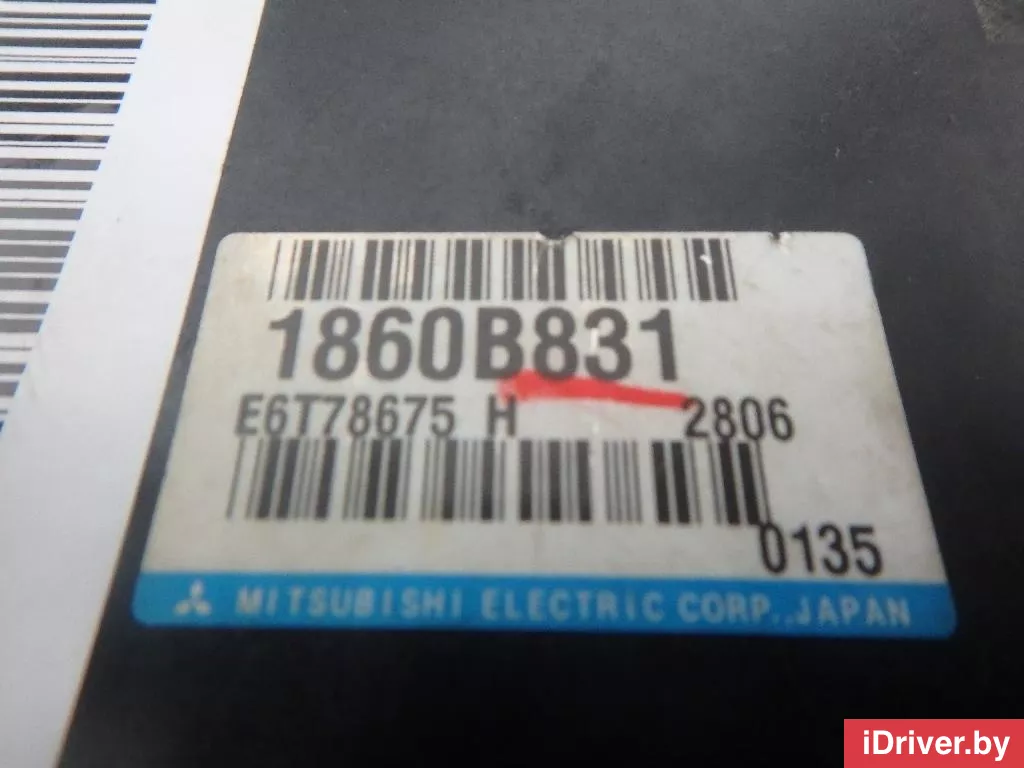 1860B831
E6T78675 H 2806
0135
MITSUBISHI ELECTRIC CORP., JAPAN
iDriver.by